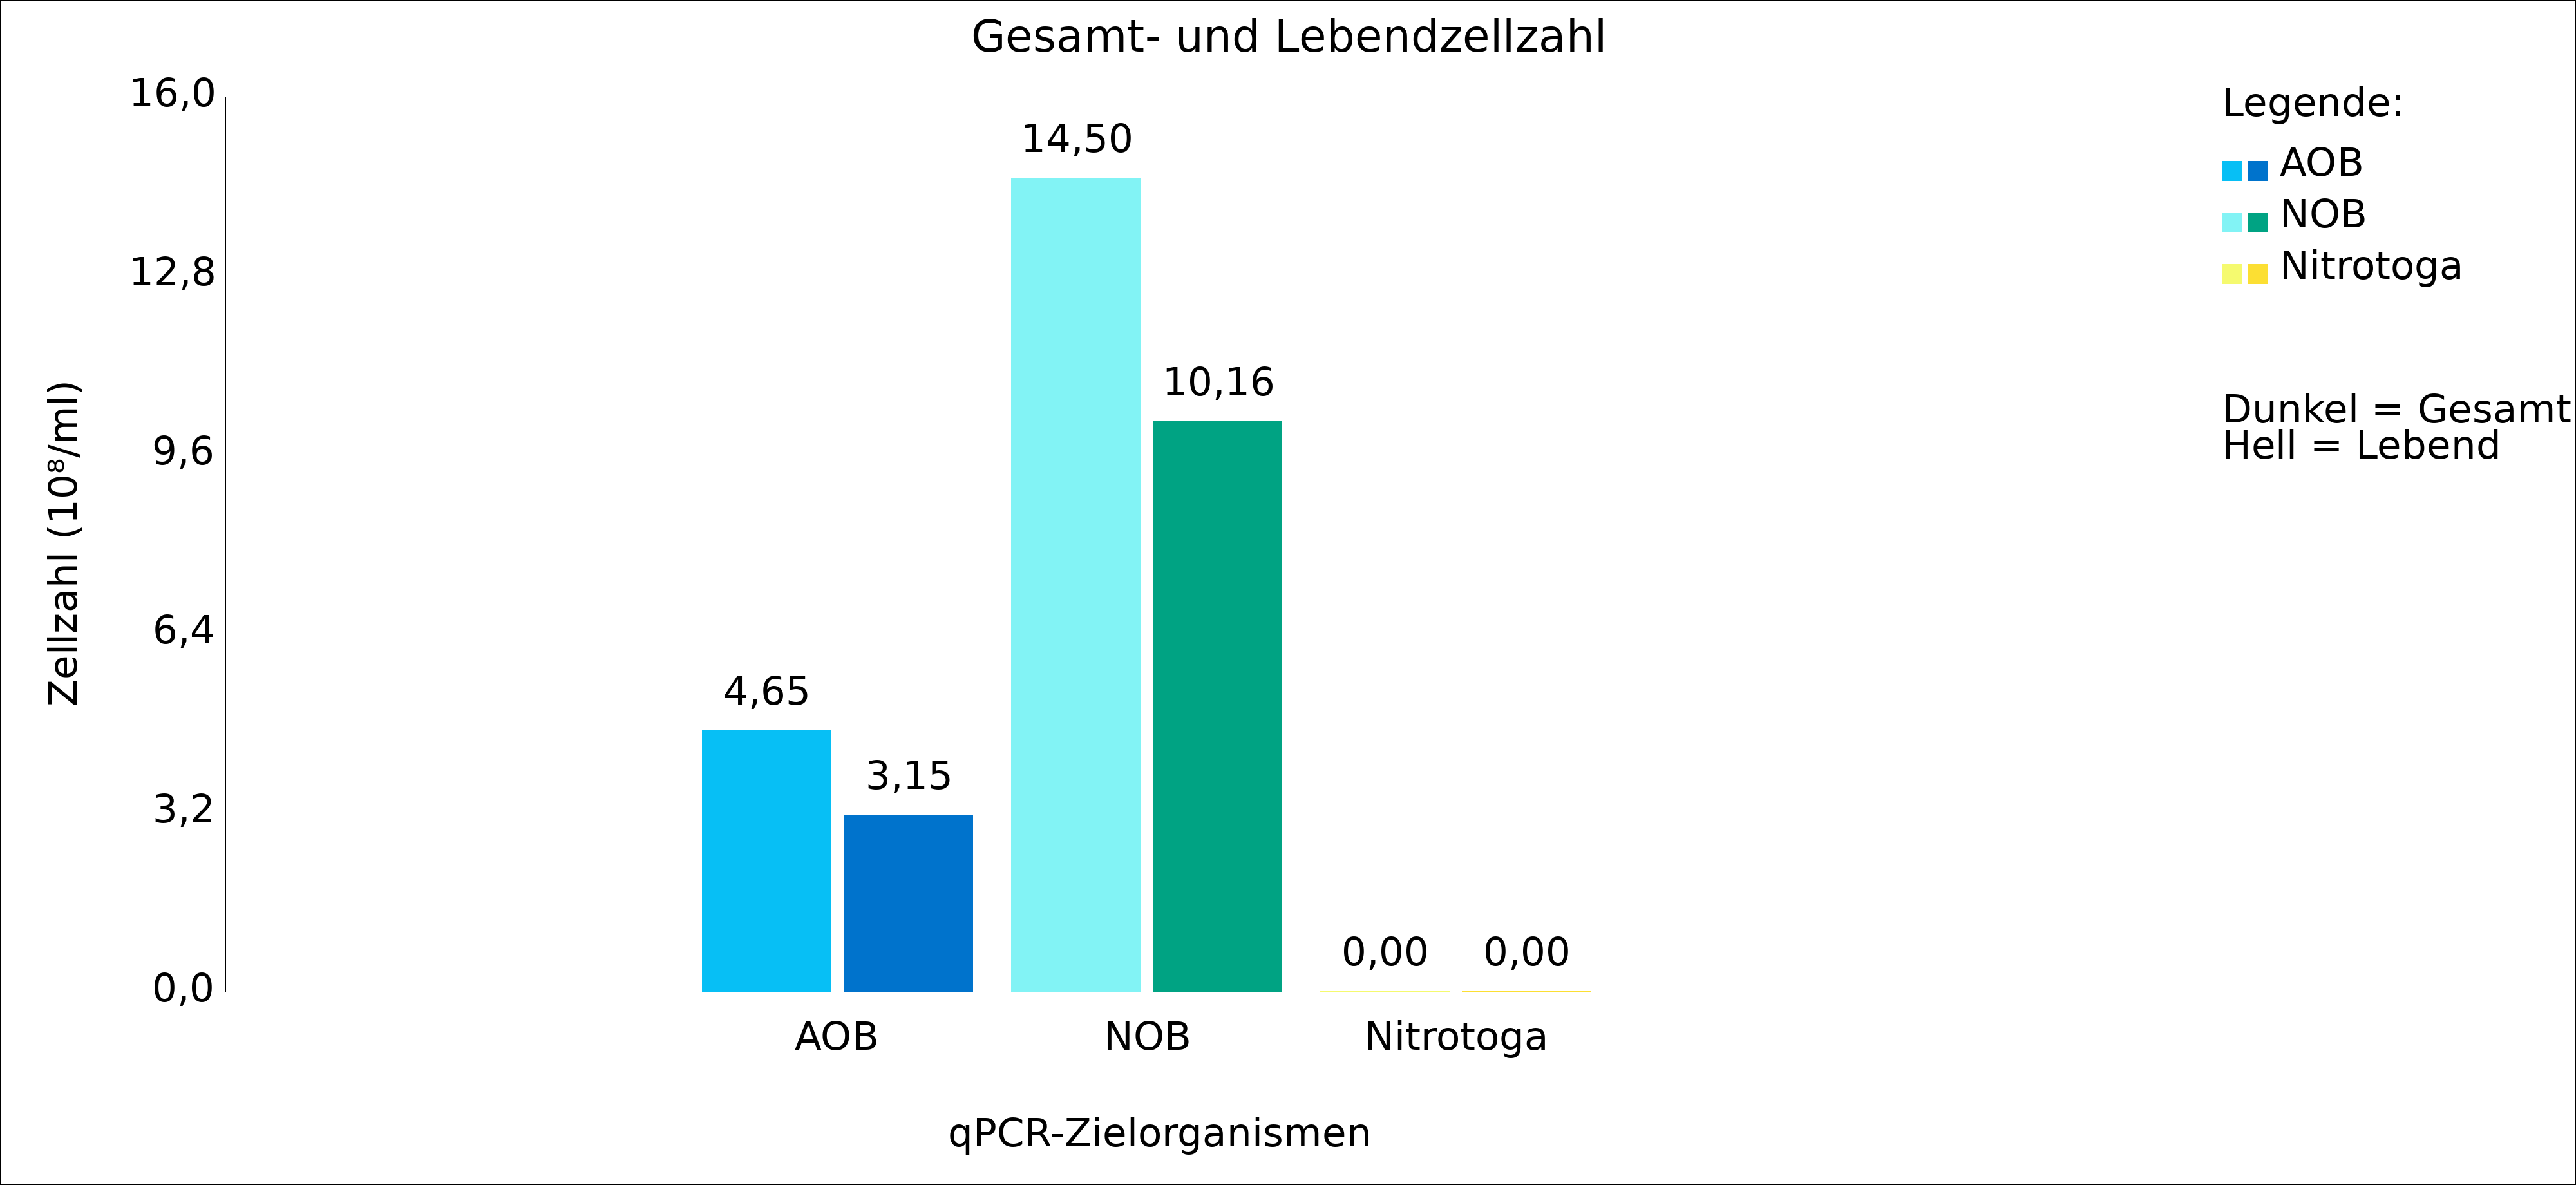 Gesamt- und Lebendzellzahl
16,0
12,8
9,6
6,4
3,2
0,0
Zellzahl (10⁸/ml)
4,65
3,15
14,50
10,16
0,00
0,00
AOB
NOB
Nitrotoga
qPCR-Zielorganismen
Legende:
AOB
NOB
Nitrotoga
Dunkel = Gesamt
Hell = Lebend